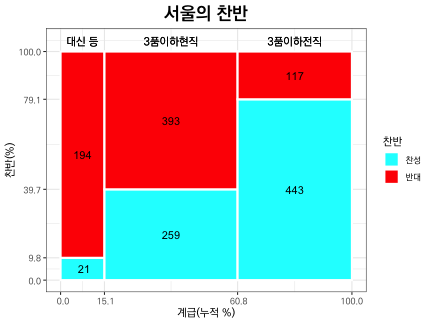 서울의 찬반
대신 등 3품이하현직 3품이하전직
100.0
79.1
39.7
9.8
0.0
찬반(%)
194
21
393
259
117
443
0.0 15.1 60.8 100.0
계급(누적 %)
찬반
찬성
반대